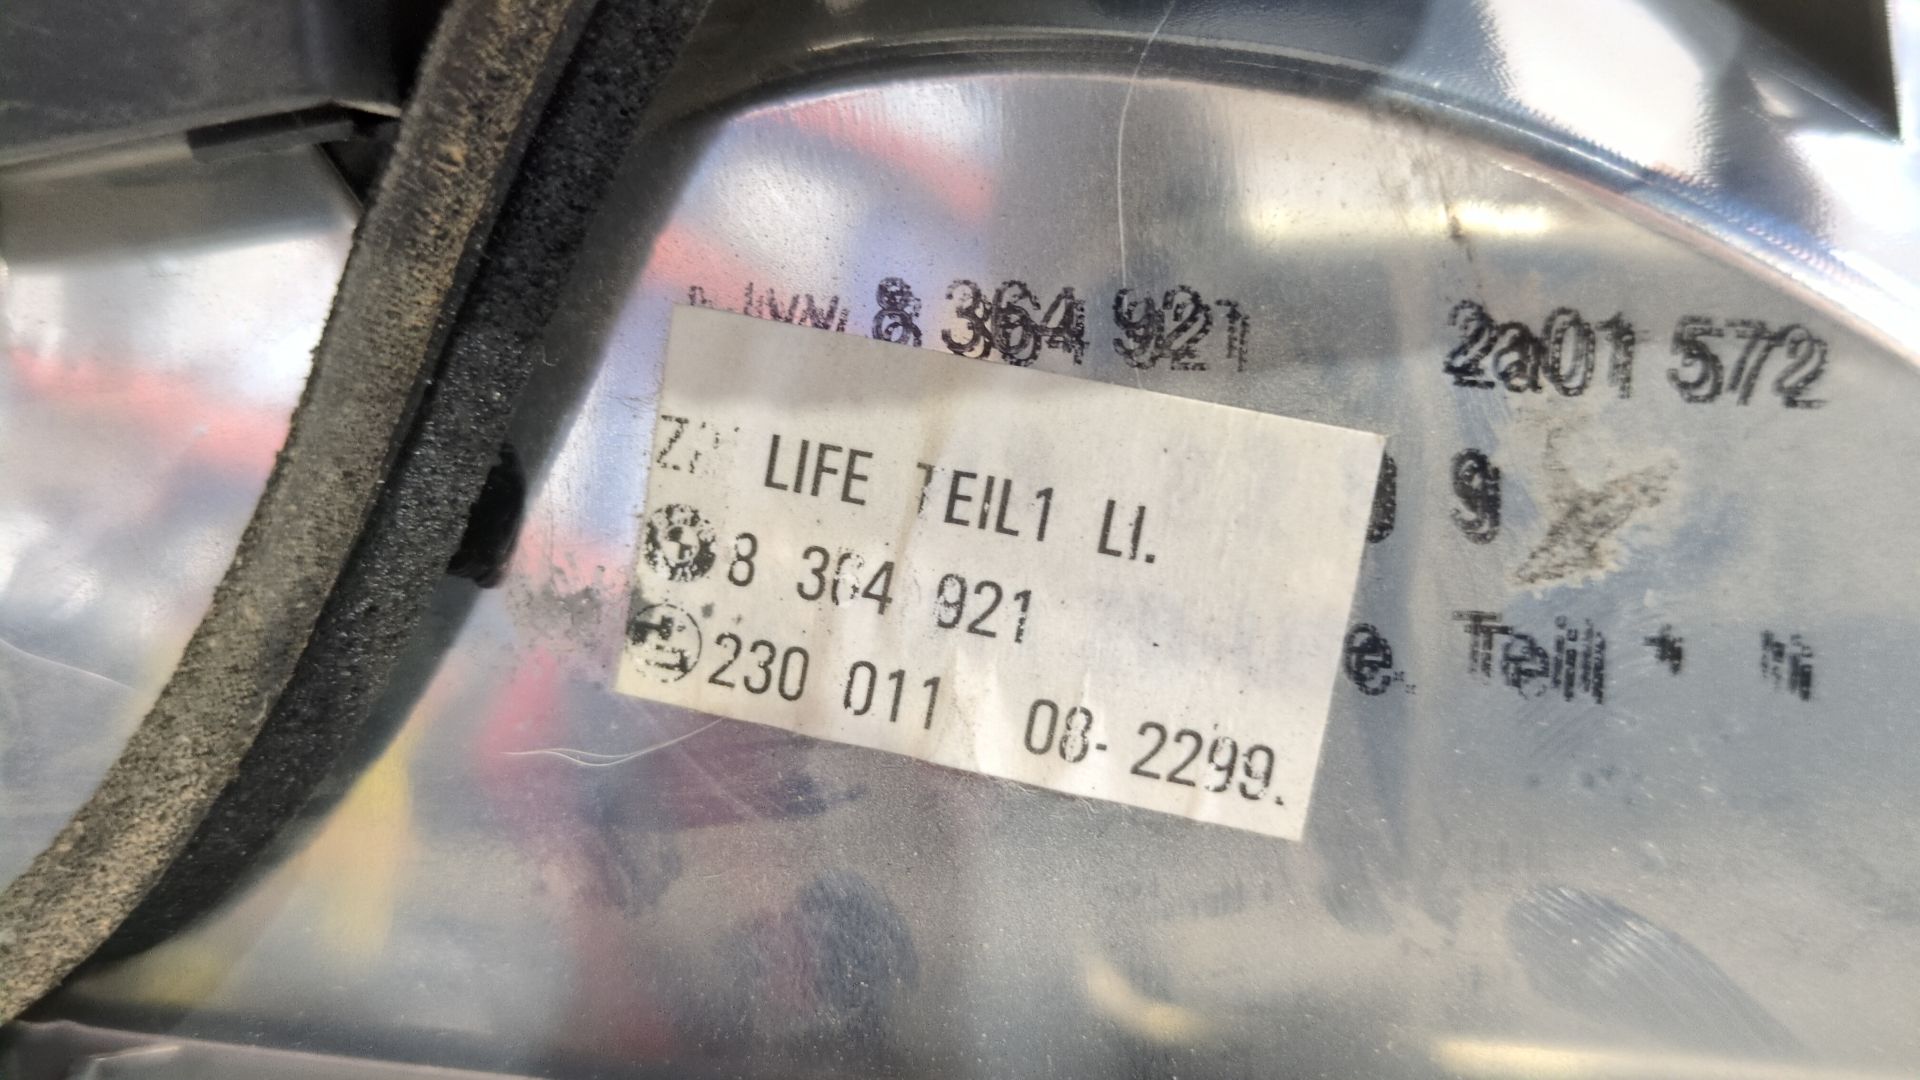 8 364 921 2a01 572
LIFE TEIL1 LI.
9
8 364 921
Teil *
230 011 08-2299.